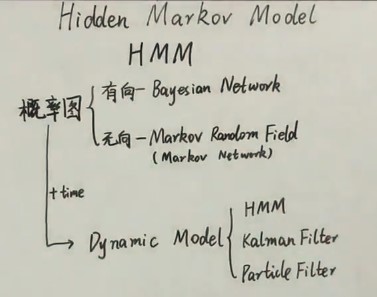 Hidden Markov Model
HMM
概率图
有向- Bayesian Network
无向- Markov Random Field
(Markov Network)
+time
Dynamic Model
HMM
Kalman Filter
Particle Filter